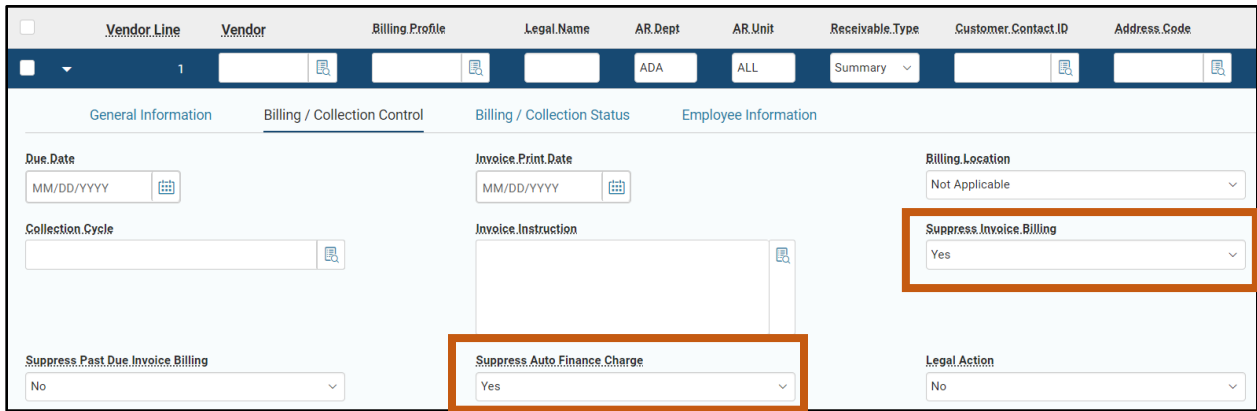 Vendor Line Vendor Billing Profile Legal Name AR Dept AR Unit Receivable Type Customer Contact ID Address Code
1 ADA ALL Summary
General Information Billing / Collection Control Billing / Collection Status Employee Information
Due Date Invoice Print Date Billing Location
MM/DD/YYYY MM/DD/YYYY Not Applicable
Collection Cycle Invoice Instruction Suppress Invoice Billing
Yes
Suppress Past Due Invoice Billing Suppress Auto Finance Charge Legal Action
No Yes No